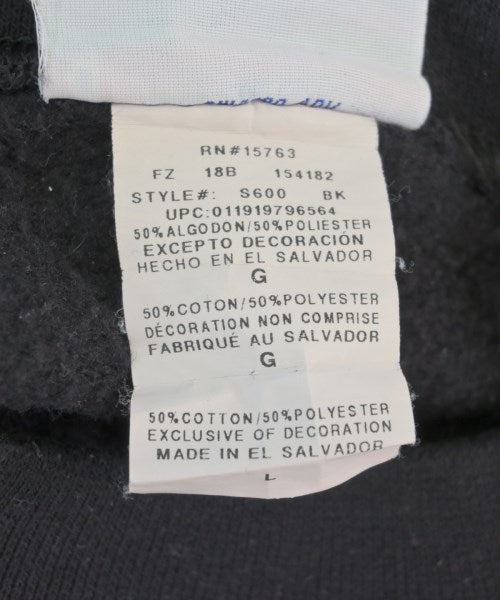 RN#15763
FZ 18B 154182
STYLE#: S600 BK
UPC:011919796564
50%ALGODON/50%POLIESTER
EXCEPTO DECORACIÓN
HECHO EN EL SALVADOR
G
50%COTON/50%POLYESTER
DÉCORATION NON COMPRISE
FABRIQUÉ AU SALVADOR
G
50%COTTON/50%POLYESTER
EXCLUSIVE OF DECORATION
MADE IN EL SALVADOR
L